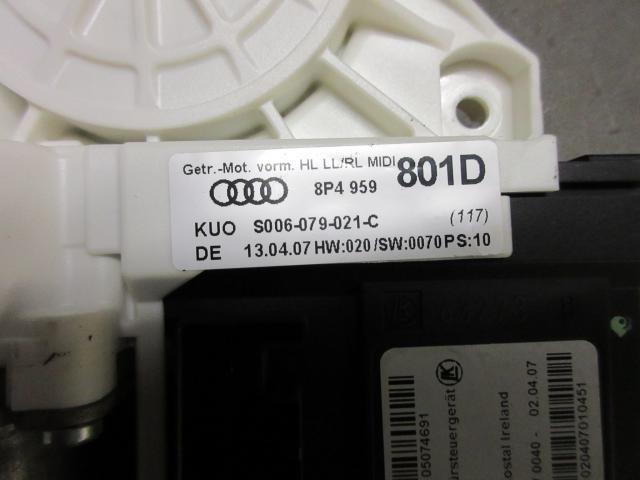 Getr.-Mot. vorm. HL LL/RL MIDI
8P4 959 801D
KUO S006-079-021-C (117)
DE 13.04.07 HW:020/SW:0070 PS:10
05074691
ürsteuergerät
ostal Ireland
0040 - 02.04.07
020407010451